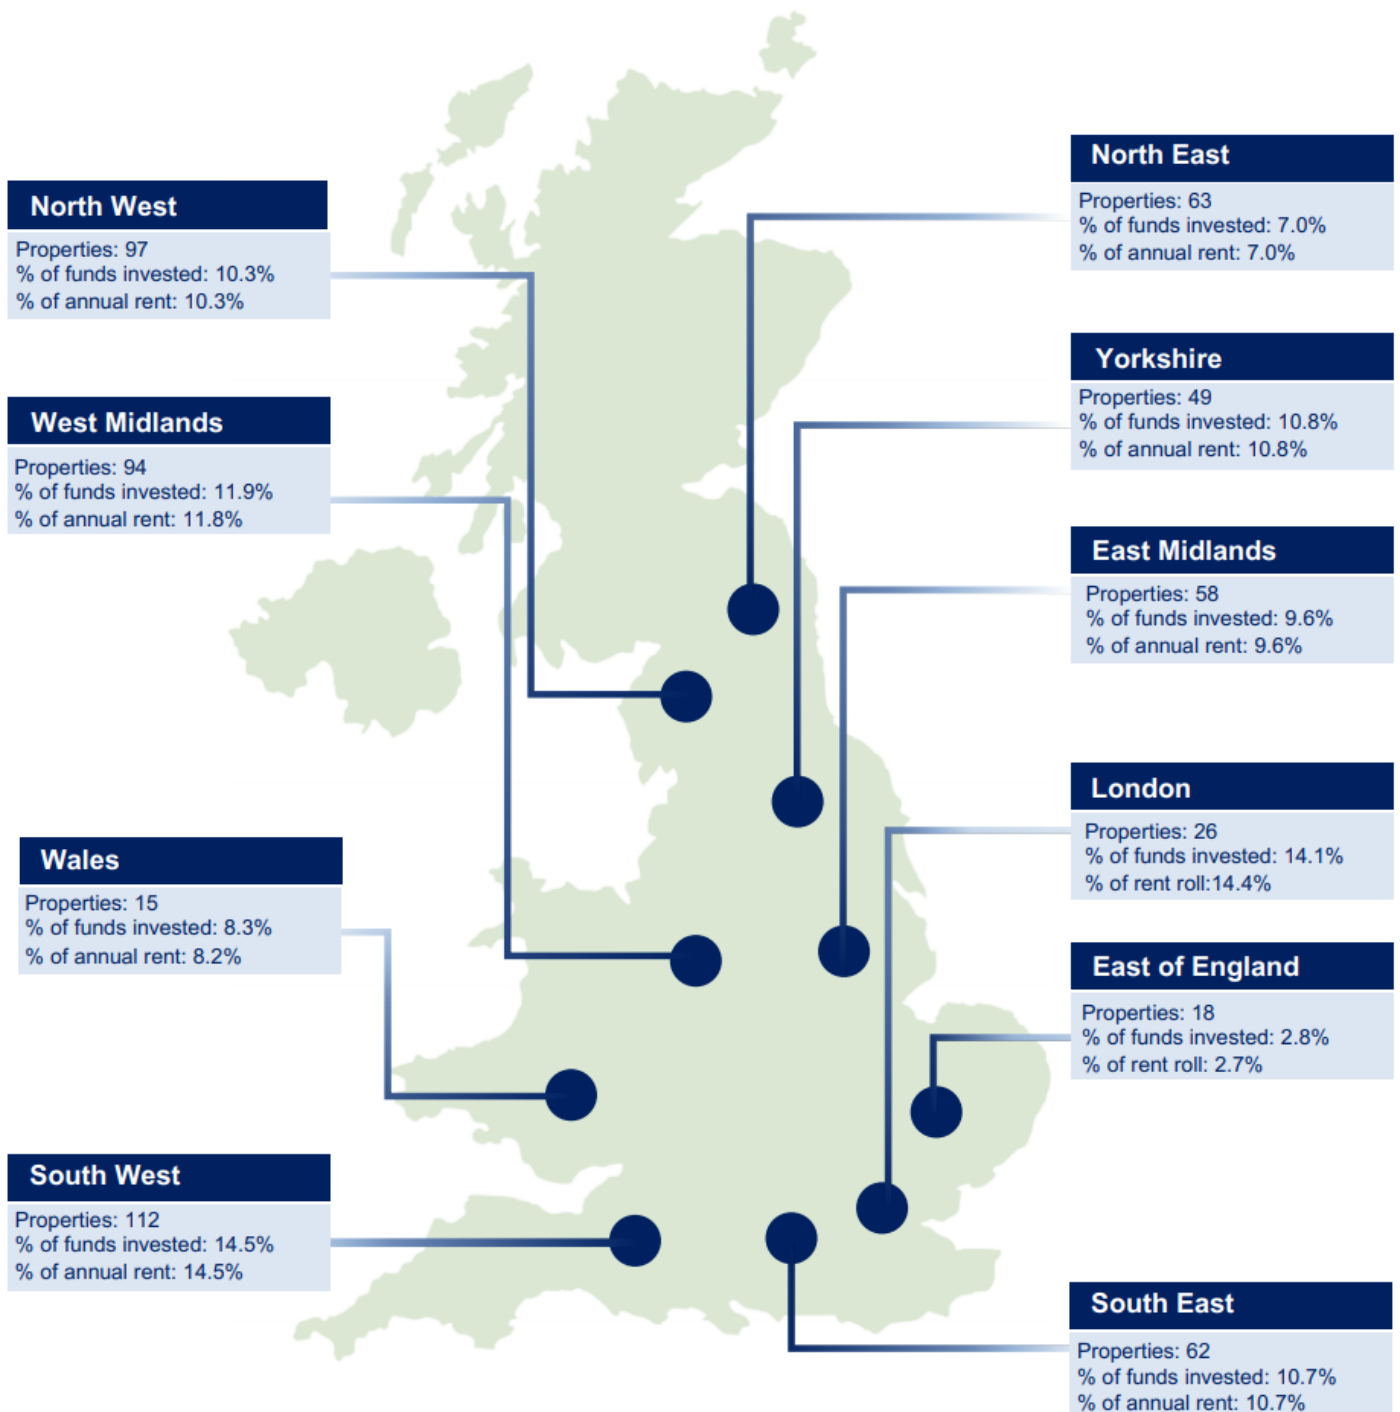 North West
Properties: 97
% of funds invested: 10.3%
% of annual rent: 10.3%
West Midlands
Properties: 94
% of funds invested: 11.9%
% of annual rent: 11.8%
Wales
Properties: 15
% of funds invested: 8.3%
% of annual rent: 8.2%
South West
Properties: 112
% of funds invested: 14.5%
% of annual rent: 14.5%
North East
Properties: 63
% of funds invested: 7.0%
% of annual rent: 7.0%
Yorkshire
Properties: 49
% of funds invested: 10.8%
% of annual rent: 10.8%
East Midlands
Properties: 58
% of funds invested: 9.6%
% of annual rent: 9.6%
London
Properties: 26
% of funds invested: 14.1%
% of rent roll:14.4%
East of England
Properties: 18
% of funds invested: 2.8%
% of rent roll: 2.7%
South East
Properties: 62
% of funds invested: 10.7%
% of annual rent: 10.7%